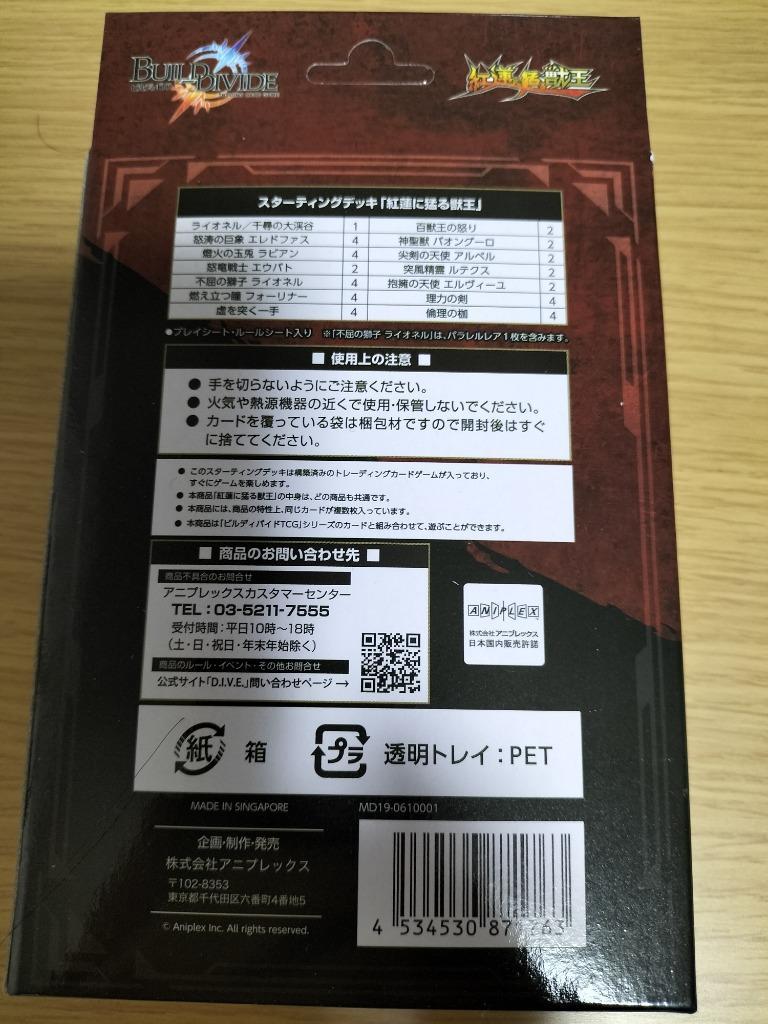 BUILD DIVIDE
TRADING CARD GAME
紅蓮に猛る獣王
スターティングデッキ「紅蓮に猛る獣王」
ライオネル／千尋の大渓谷 1
怒涛の巨象 エレドファス 4
燈火の玉兎 ラビアン 4
怒竜戦士 エウバト 2
不屈の獅子 ライオネル 4
燃え立つ瞳 フォーリナー 4
虚を突く一手 4
百獣王の怒り 2
神聖獣 パオングーロ 2
尖剣の天使 アルベル 2
突風精霊 ルテクス 2
抱擁の天使 エルヴィーユ 2
理力の剣 4
倫理の枷 4
●プレイシート・ルールシート入り ※「不屈の獅子 ライオネル」は、パラレルレア1枚を含みます。
■ 使用上の注意 ■
● 手を切らないようにご注意ください。
● 火気や熱源機器の近くで使用・保管しないでください。
● カードを覆っている袋は梱包材ですので開封後はすぐ
に捨ててください。
● このスターティングデッキは構築済みのトレーディングカードゲームが入っており、
すぐにゲームを楽しめます。
● 本商品「紅蓮に猛る獣王」の中身は、どの商品も共通です。
● 本商品には、商品の特性上、同じカードが複数枚入っています。
● 本商品は「ビルディバイドTCG」シリーズのカードと組み合わせて、遊ぶことができます。
■ 商品のお問い合わせ先 ■
商品不具合のお問合せ
アニプレックスカスタマーセンター
TEL：03-5211-7555
受付時間：平日10時～18時
（土・日・祝日・年末年始除く）
商品のルール・イベント・その他お問合せ
公式サイト「D.I.V.E.」問い合わせページ→
ANIPLEX
株式会社アニプレックス
日本国内販売許諾
紙 箱 プラ 透明トレイ：PET
MADE IN SINGAPORE MD19-0610001
企画・制作・発売
株式会社アニプレックス
〒102-8353
東京都千代田区六番町4番地5
© Aniplex Inc. All rights reserved.
4 534530